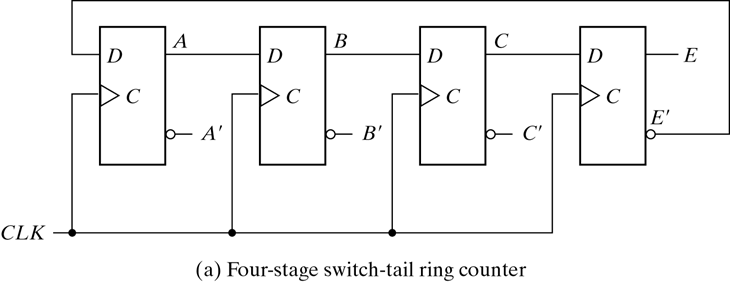 A B C
D D D D E
C C C C
E′
A′ B′ C′
CLK
(a) Four-stage switch-tail ring counter